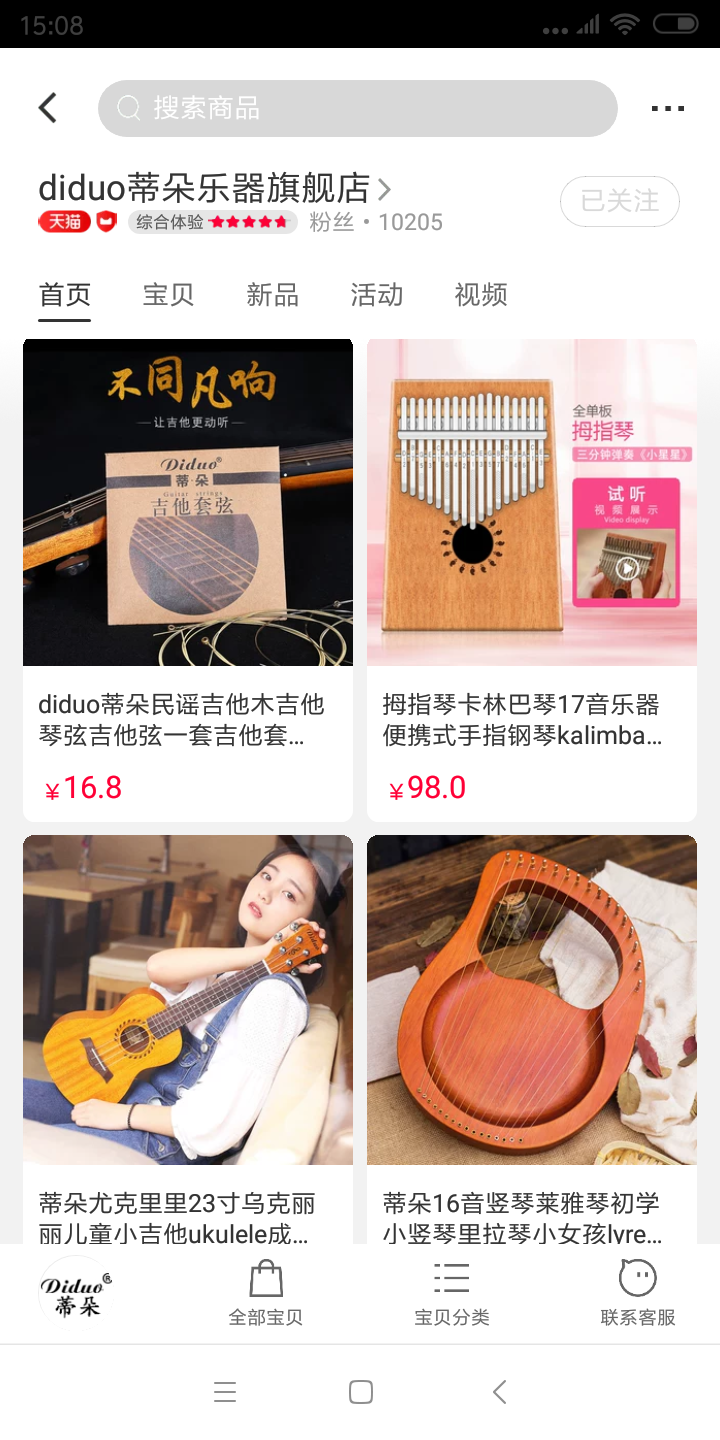 15:08
搜索商品
diduo蒂朵乐器旗舰店
天猫 综合体验 粉丝・10205
已关注
首页 宝贝 新品 活动 视频
不同凡响
让吉他更动听
Diduo®
蒂·朵
Guitar strings
吉他套弦
全单板
拇指琴
三分钟弹奏《小星星》
试听
视频展示
Video display
diduo蒂朵民谣吉他木吉他
琴弦吉他弦一套吉他套...
¥16.8
拇指琴卡林巴琴17音乐器
便携式手指钢琴kalimba...
¥98.0
Diduo
蒂朵尤克里里23寸乌克丽
丽儿童小吉他ukulele成...
蒂朵16音竖琴莱雅琴初学
小竖琴里拉琴小女孩lyre...
Diduo®
蒂朵
全部宝贝
宝贝分类
联系客服